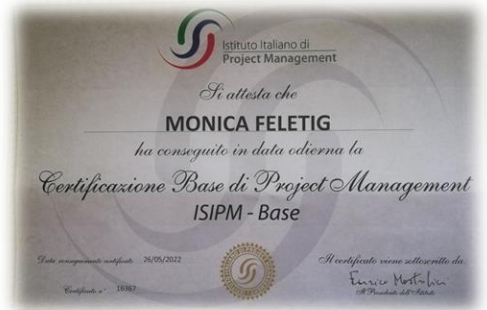 Istituto Italiano di
Project Management
Si attesta che
MONICA FELETIG
ha conseguito in data odierna la
Certificazione Base di Project Management
ISIPM - Base
Data conseguimento certificato 26/05/2022
Il certificato viene sottoscritto da
Certificato n° 16367
Il Presidente dell'Istituto